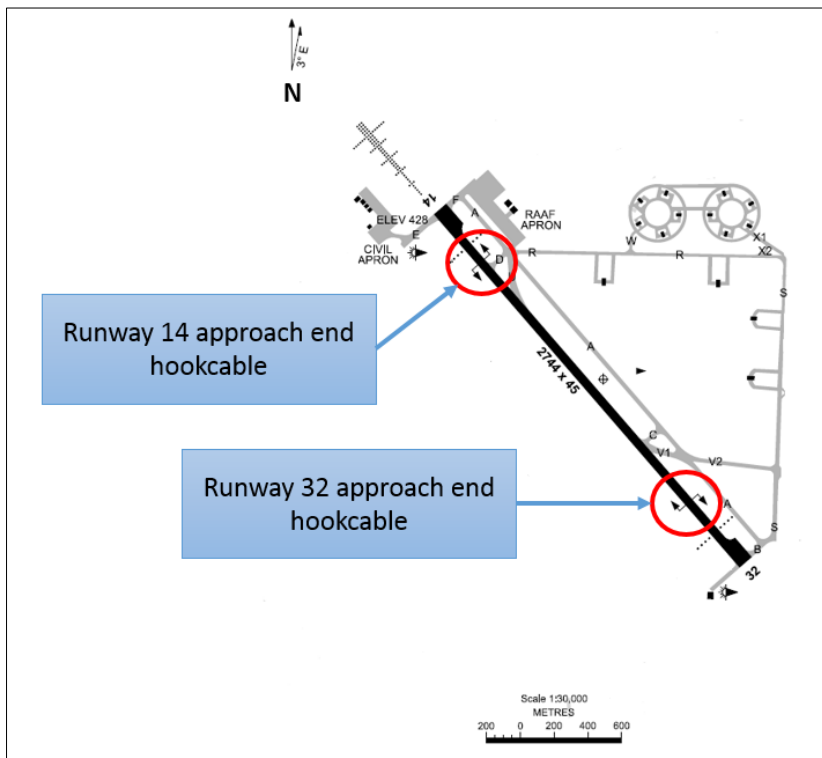 3° E
N
14
F
A
ELEV 428
RAAF
APRON
E
CIVIL
APRON
D
R
W
R
X1
X2
S
Runway 14 approach end
hookcable
A
2744 x 45
C
V1
V2
Runway 32 approach end
hookcable
A
S
B
32
Scale 1:30,000
METRES
200 0 200 400 600